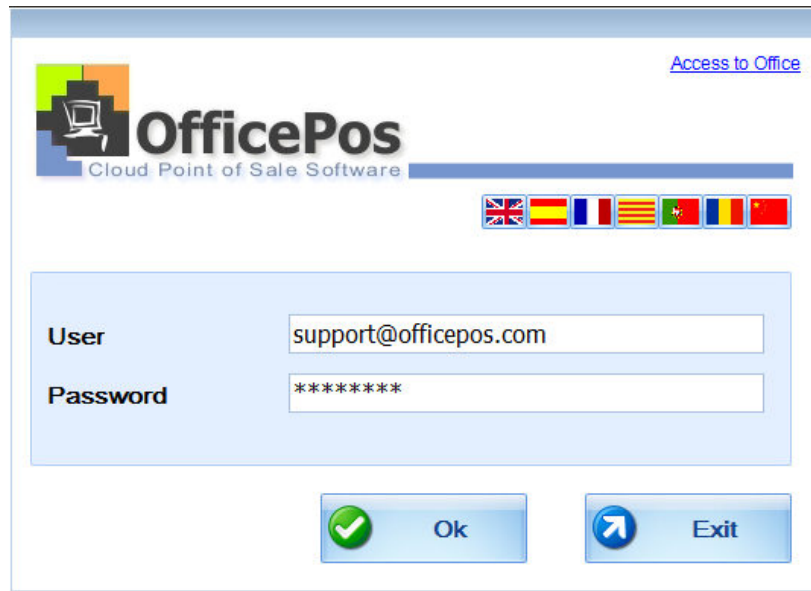 Access to Office
OfficePos
Cloud Point of Sale Software
User
support@officepos.com
Password
********
Ok
Exit